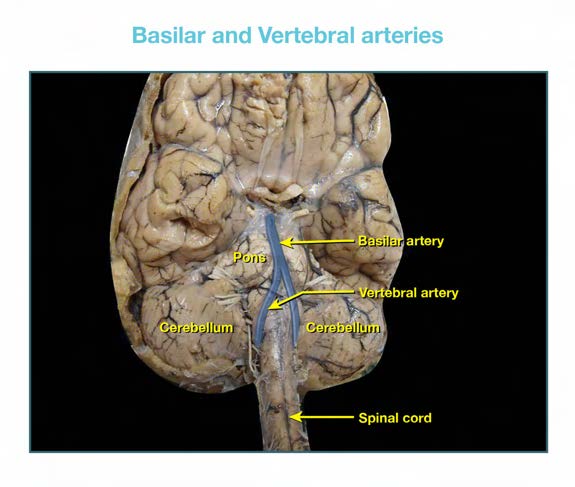 Basilar and Vertebral arteries
Basilar artery
Pons
Vertebral artery
Cerebellum
Cerebellum
Spinal cord